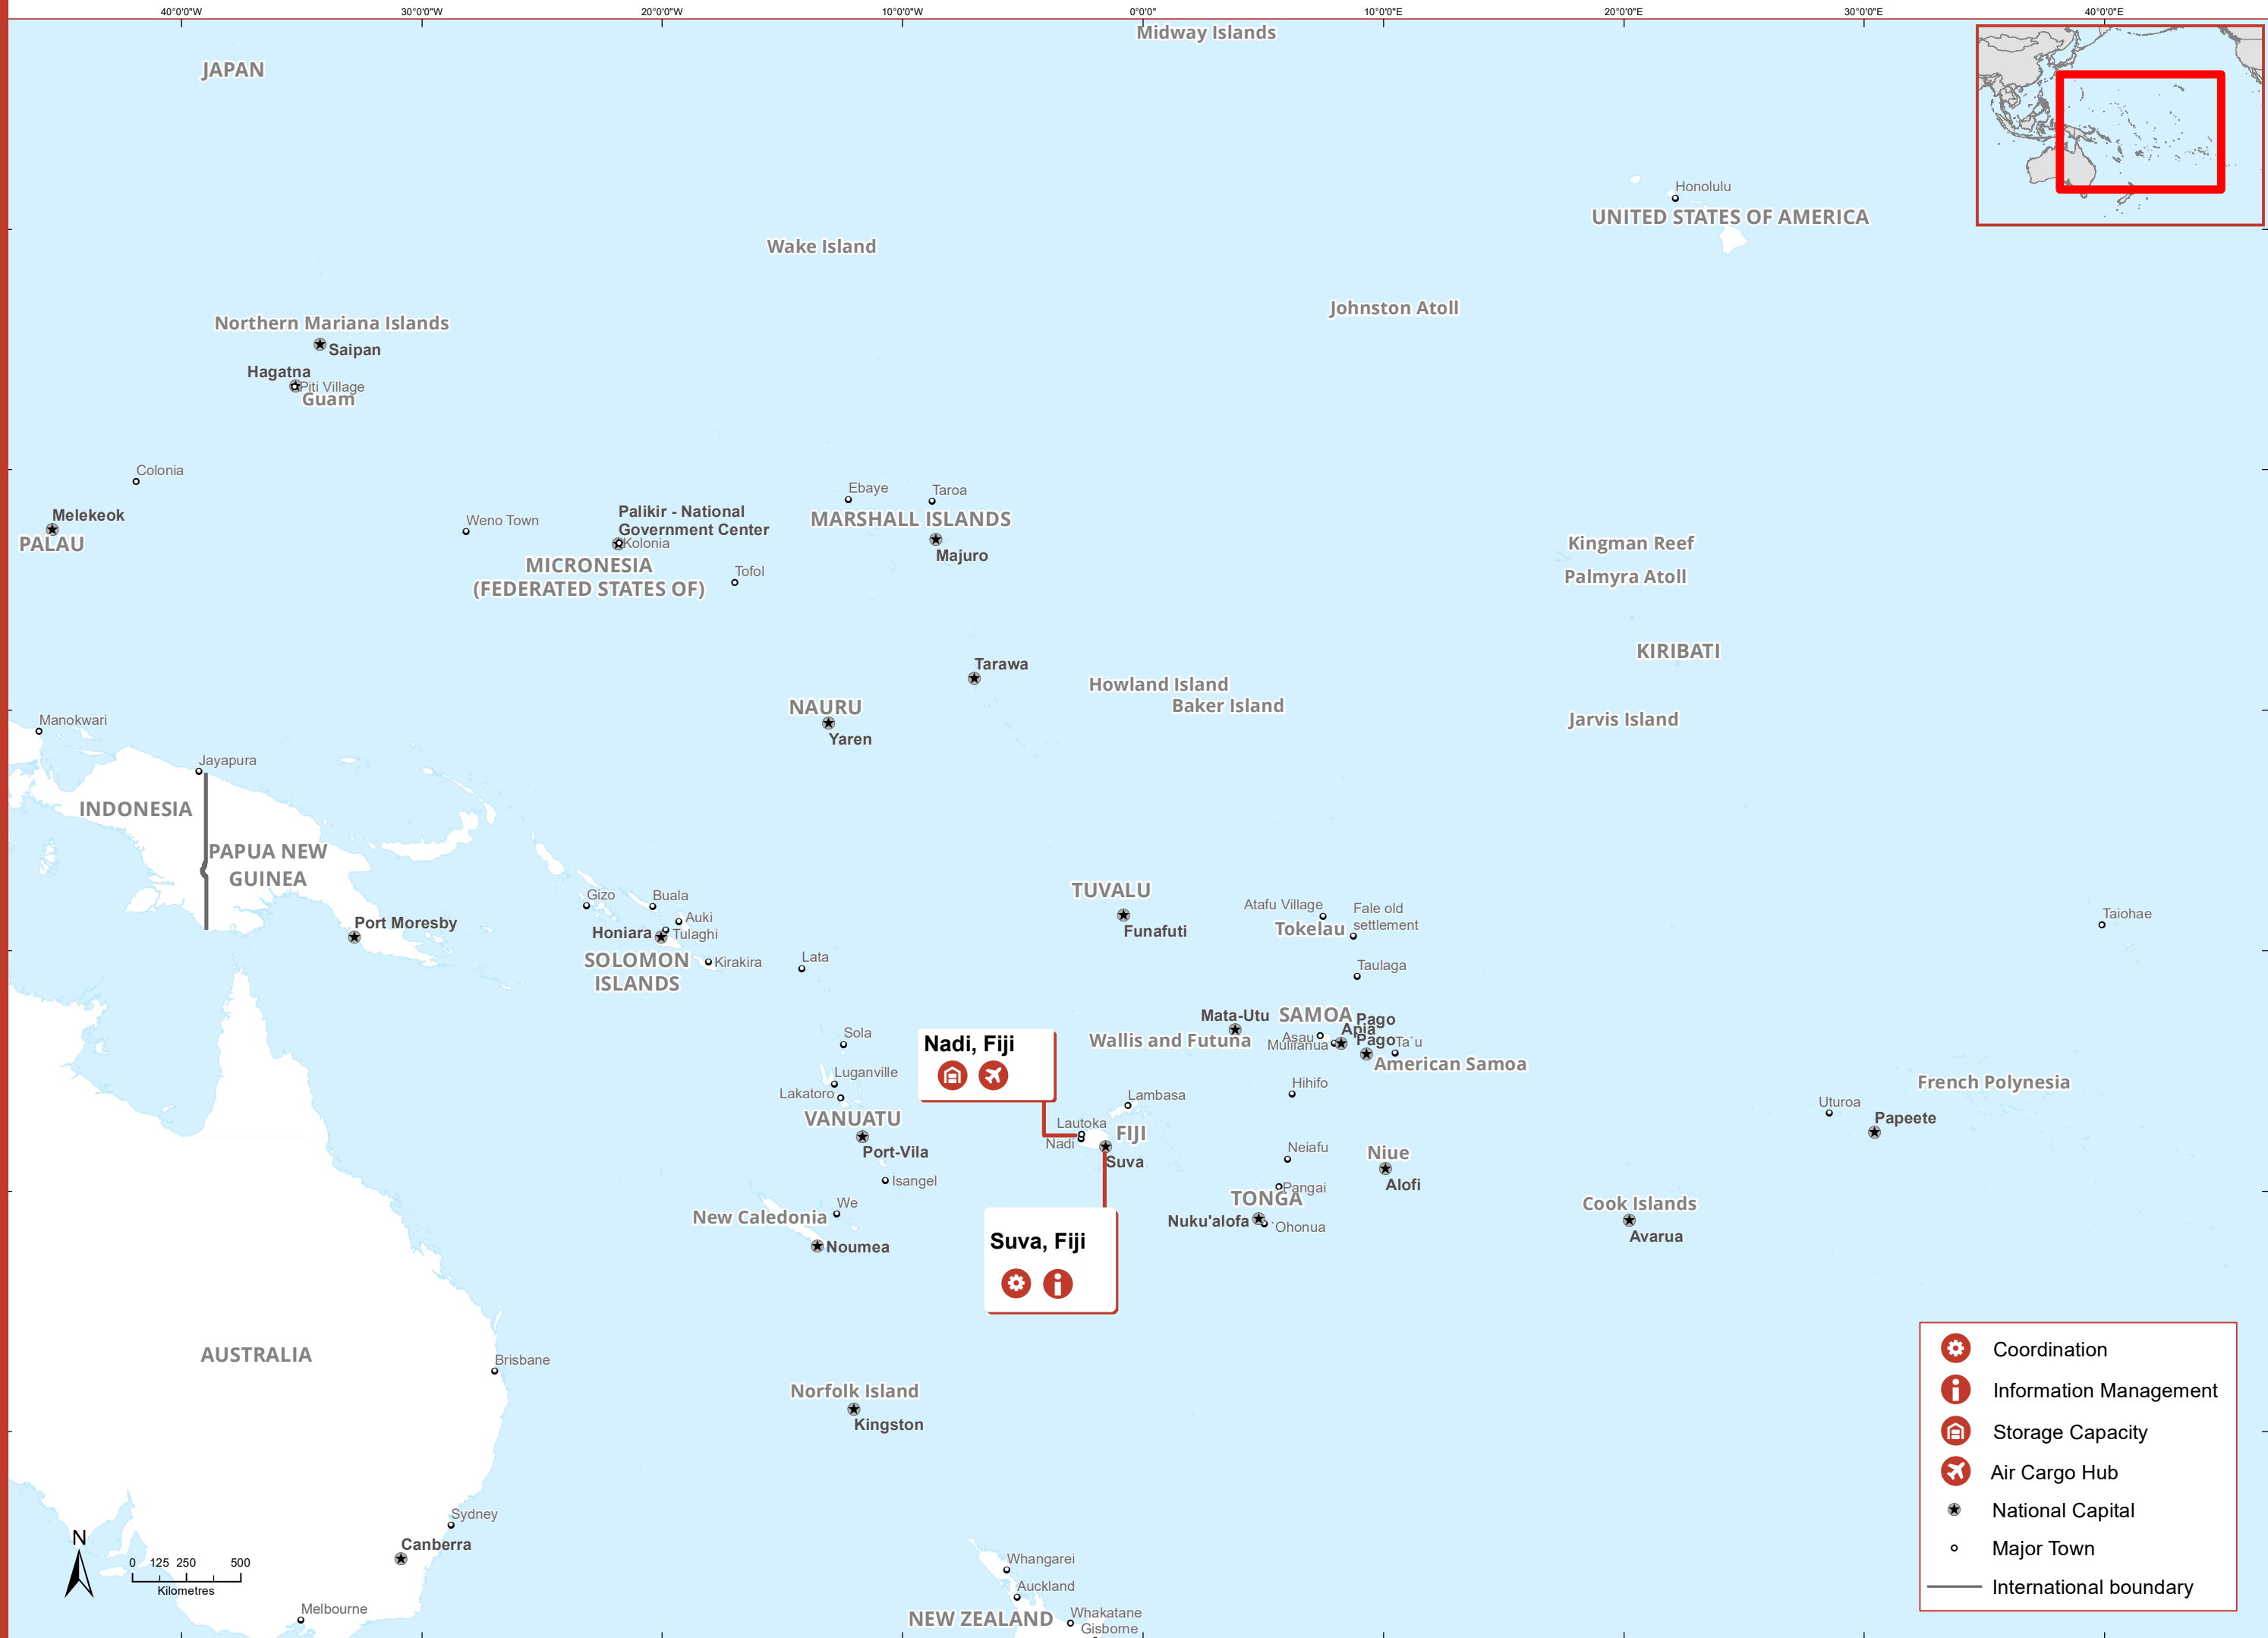 40°0'0"W
30°0'0"W
20°0'0"W
10°0'0"W
0°0'0"
10°0'0"E
20°0'0"E
30°0'0"E
40°0'0"E
Midway Islands
JAPAN
Honolulu
UNITED STATES OF AMERICA
Wake Island
Johnston Atoll
Northern Mariana Islands
Saipan
Hagatna
Piti Village
Guam
Colonia
Melekeok
PALAU
Weno Town
Palikir - National
Government Center
Kolonia
MICRONESIA
(FEDERATED STATES OF)
Tofol
Ebaye
Taroa
MARSHALL ISLANDS
Majuro
Kingman Reef
Palmyra Atoll
KIRIBATI
Tarawa
Howland Island
Baker Island
Jarvis Island
NAURU
Yaren
Manokwari
Jayapura
INDONESIA
PAPUA NEW
GUINEA
Port Moresby
Gizo
Buala
Auki
Honiara
Tulaghi
SOLOMON
ISLANDS
Kirakira
Lata
TUVALU
Funafuti
Atafu Village
Fale old
settlement
Tokelau
Taulaga
Taiohae
Mata-Utu
SAMOA
Pago
Apia
Asau
Mulifanua
Pago
Ta`u
Wallis and Futuna
American Samoa
Sola
Nadi, Fiji
Luganville
Lakatoro
VANUATU
Port-Vila
Isangel
Hihifo
Lambasa
Lautoka
FIJI
Nadi
Suva
French Polynesia
Uturoa
Papeete
Neiafu
Niue
Alofi
Pangai
TONGA
Nuku'alofa
Ohonua
We
New Caledonia
Noumea
Cook Islands
Avarua
Suva, Fiji
AUSTRALIA
Brisbane
Norfolk Island
Kingston
Sydney
Canberra
Melbourne
Whangarei
Auckland
NEW ZEALAND
Whakatane
Gisborne
N
0 125 250 500
Kilometres
Coordination
Information Management
Storage Capacity
Air Cargo Hub
National Capital
Major Town
International boundary